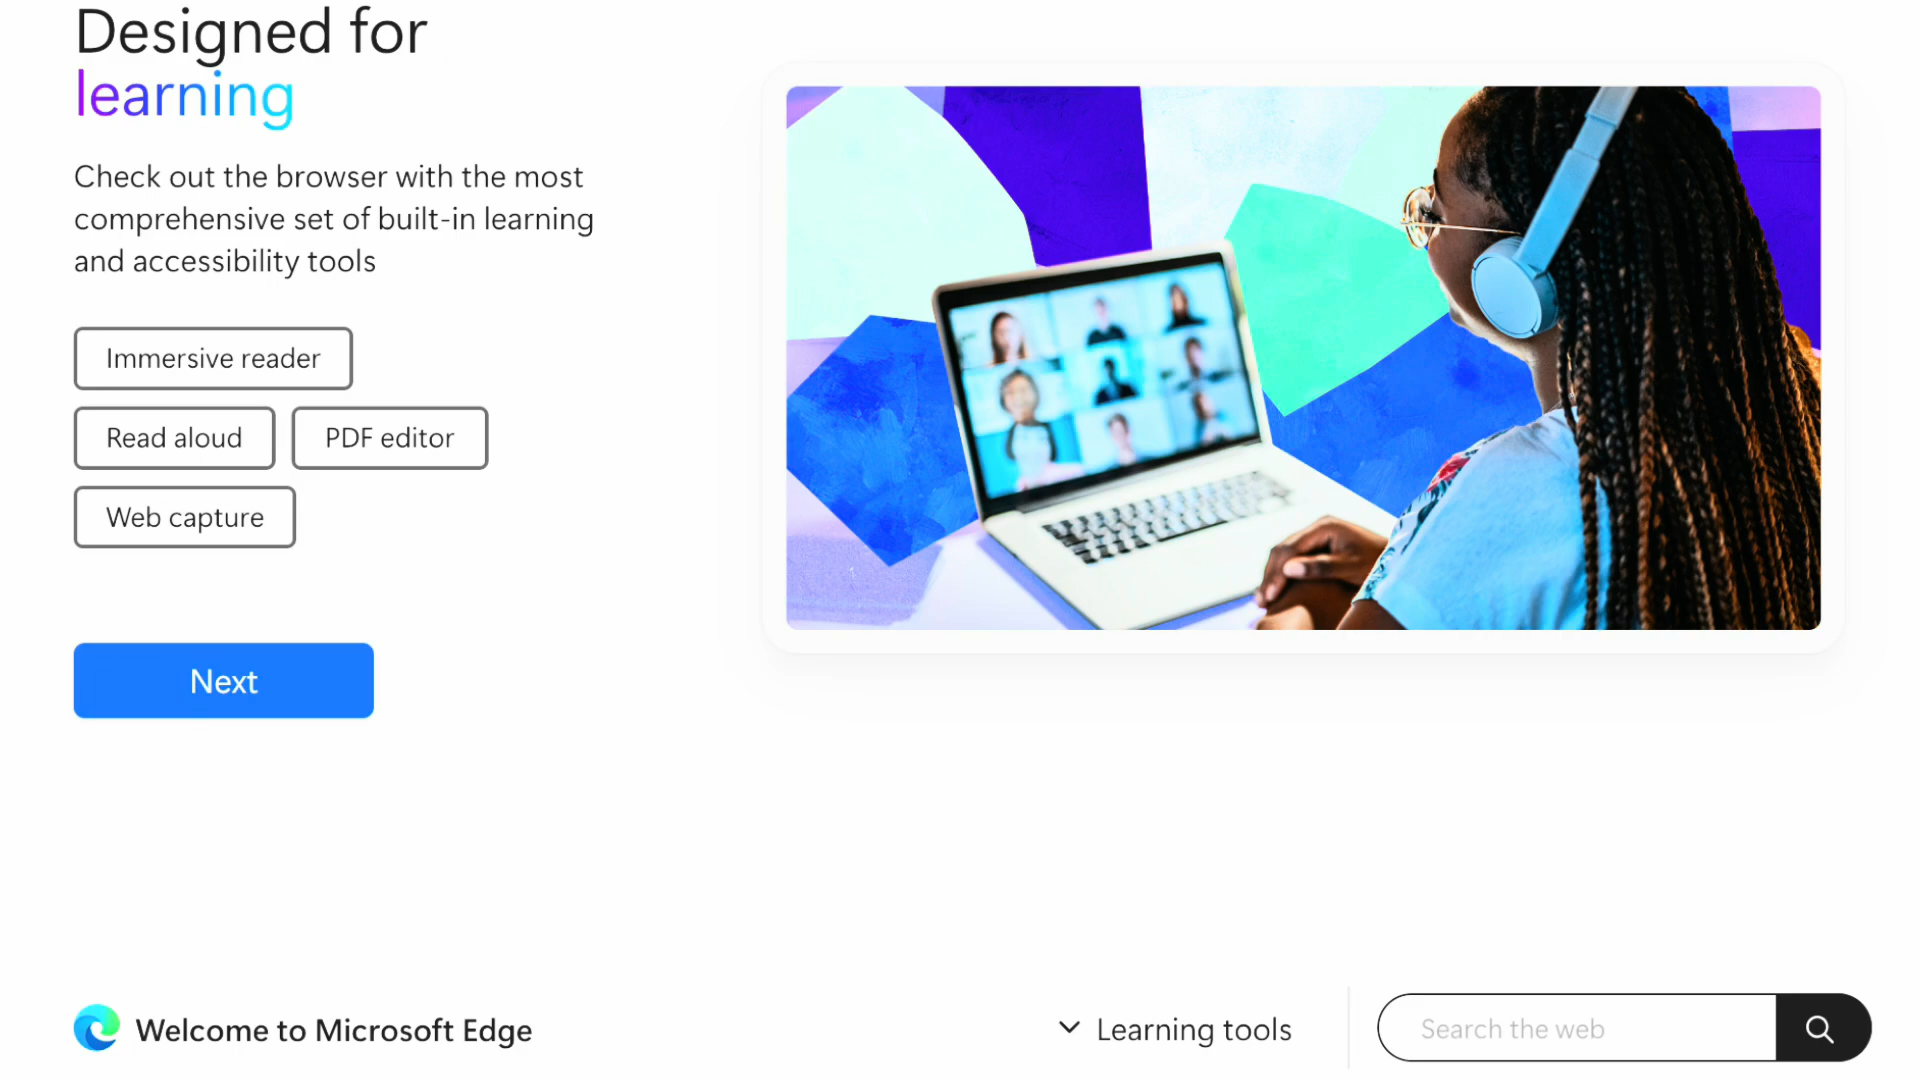 Designed for
learning
Check out the browser with the most
comprehensive set of built-in learning
and accessibility tools
Immersive reader
Read aloud
PDF editor
Web capture
Next
Welcome to Microsoft Edge
Learning tools
Search the web